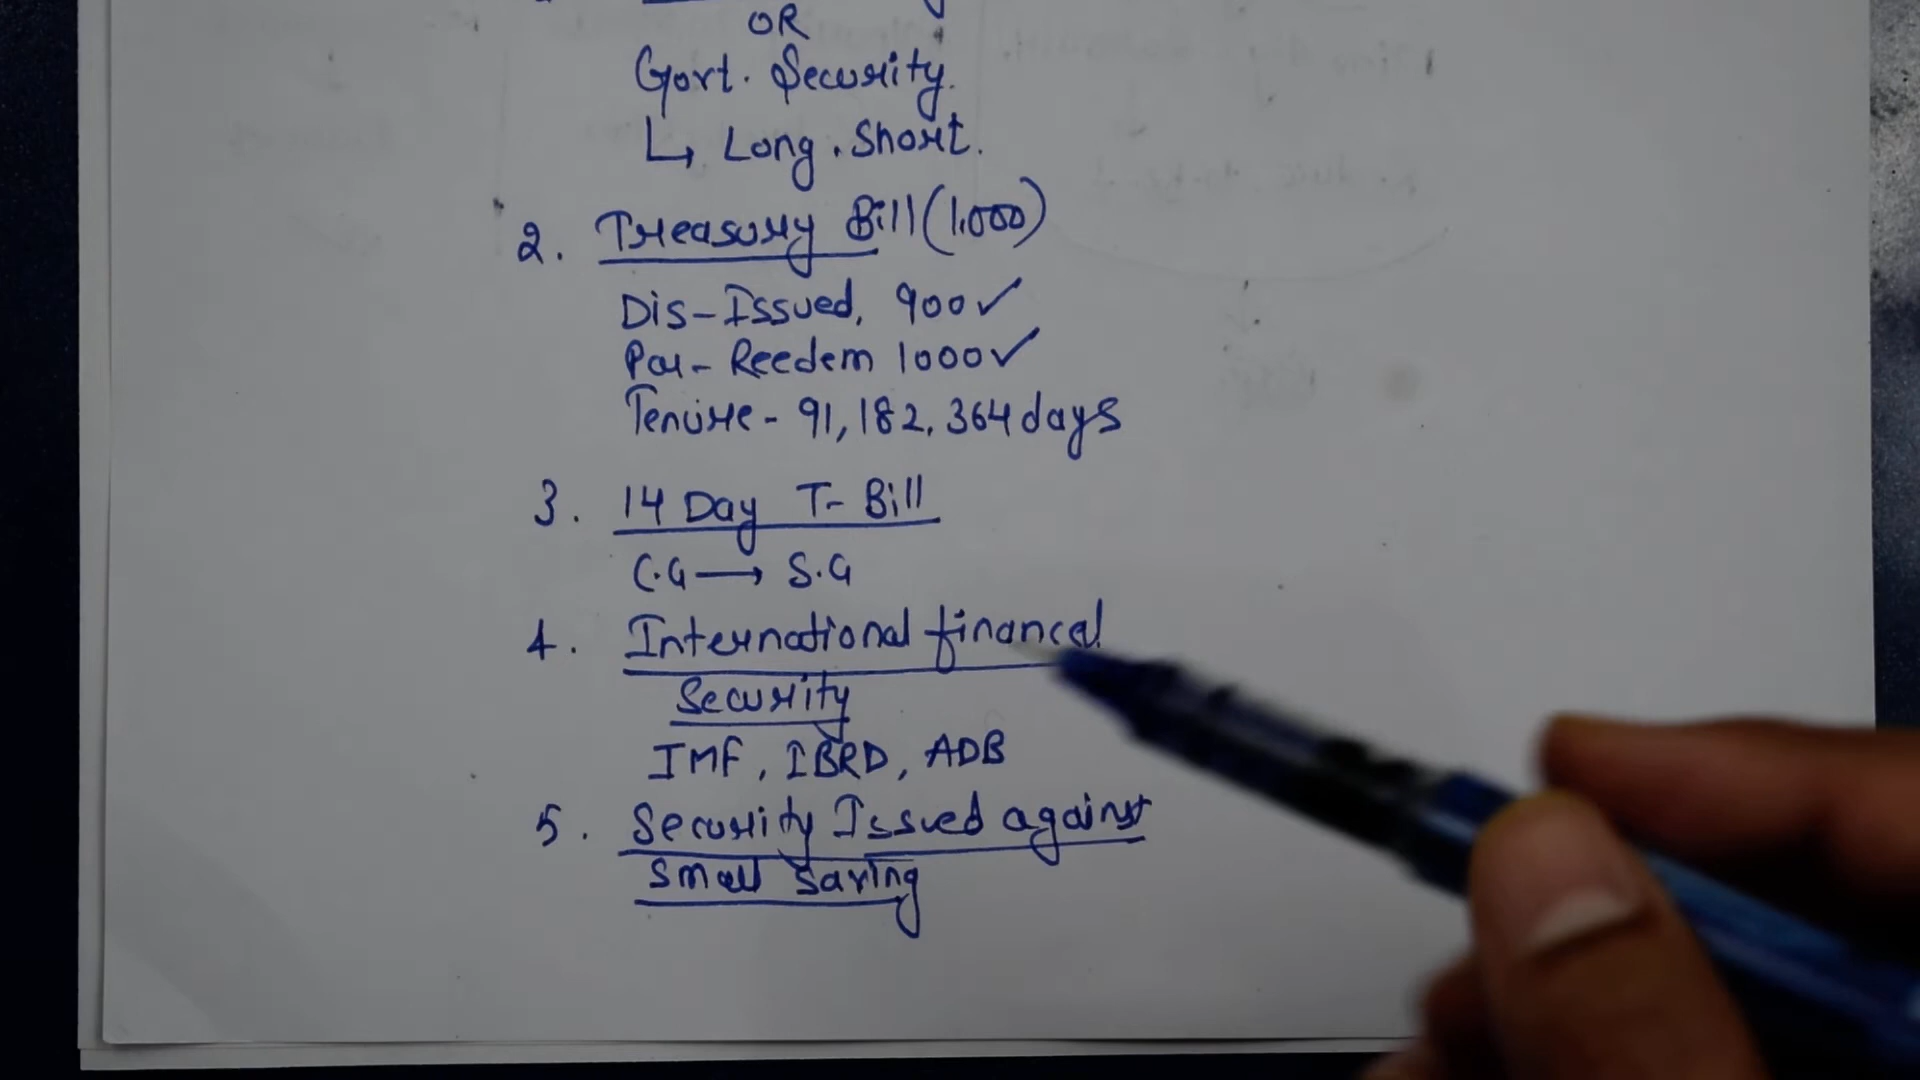 OR
Govt. Security.
↳ Long. Short.
2. Treasury Bill (1,000)
Dis-Issued, 900✓
Par- Reedem 1000✓
Tenure - 91, 182, 364 days
3. 14 Day T- Bill
C.G → S.G
4. International financal
Security
IMF, IBRD, ADB
5. Security Issued against
Small Saving